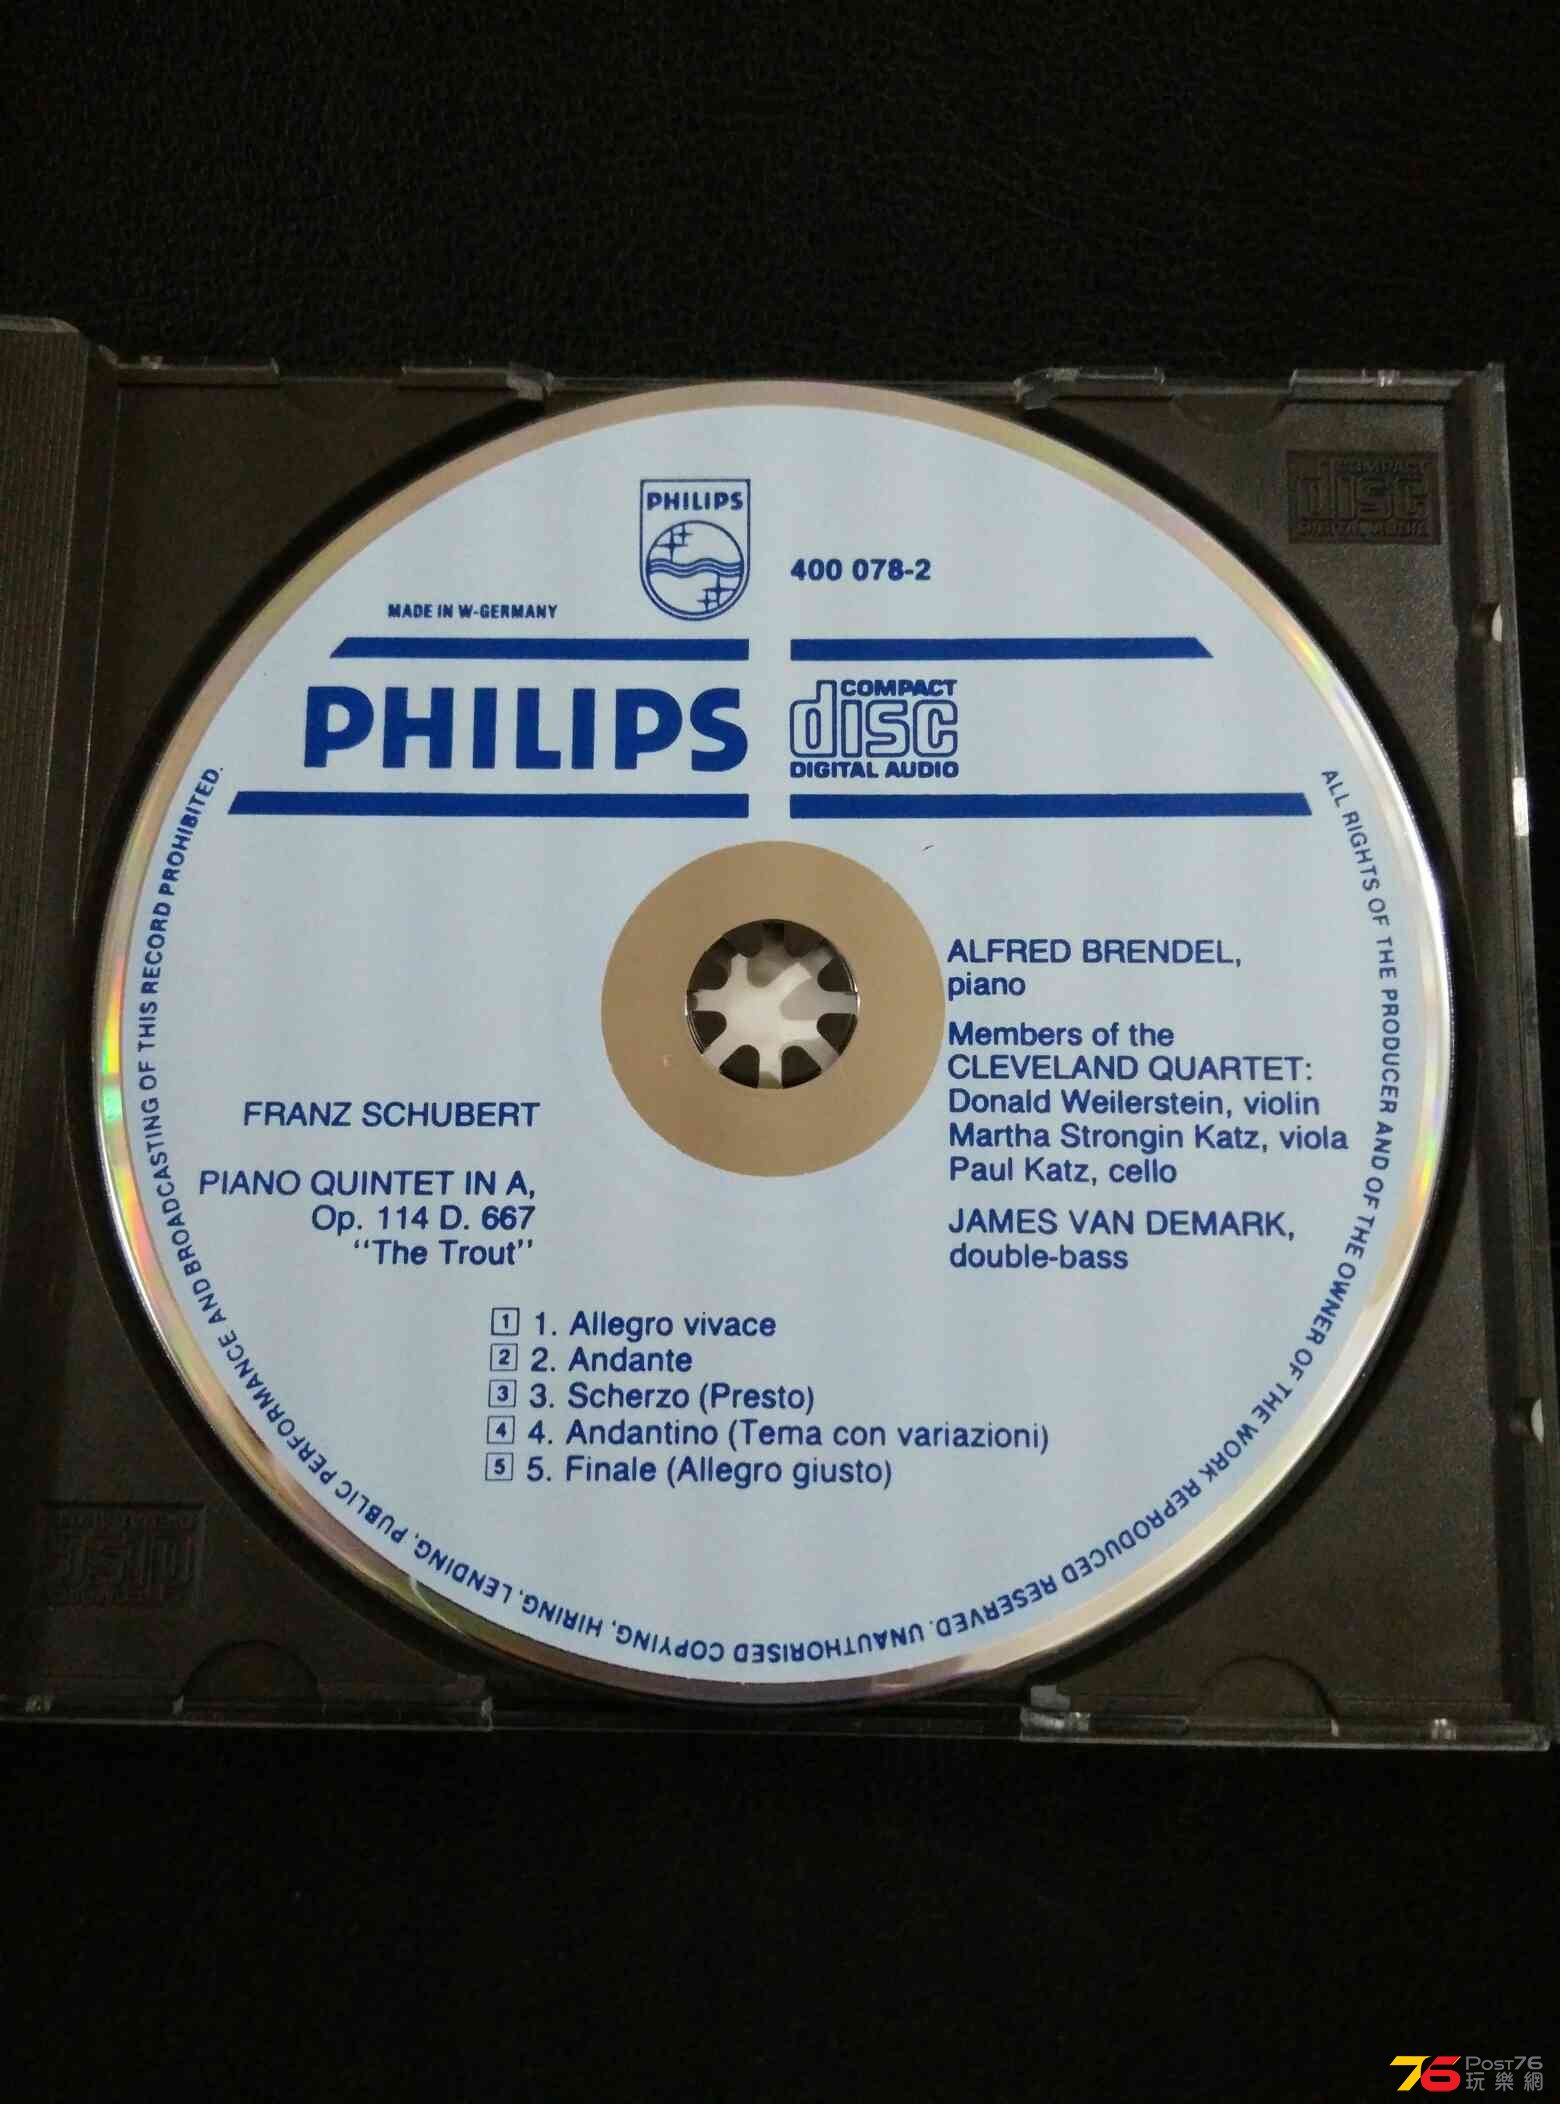 PHILIPS
400 078-2
MADE IN W-GERMANY
PHILIPS
COMPACT
disc
DIGITAL AUDIO
COMPACT
disc
DIGITAL AUDIO
ALFRED BRENDEL,
piano
Members of the
CLEVELAND QUARTET:
Donald Weilerstein, violin
Martha Strongin Katz, viola
Paul Katz, cello
JAMES VAN DEMARK,
double-bass
FRANZ SCHUBERT
PIANO QUINTET IN A,
Op. 114 D. 667
"The Trout"
1 1. Allegro vivace
2 2. Andante
3 3. Scherzo (Presto)
4 4. Andantino (Tema con variazioni)
5 5. Finale (Allegro giusto)
ALL RIGHTS OF THE PRODUCER AND OF THE OWNER OF THE WORK REPRODUCED RESERVED. UNAUTHORISED COPYING, HIRING, LENDING, PUBLIC PERFORMANCE AND BROADCASTING OF THIS RECORD PROHIBITED.
76 POST76
玩樂網